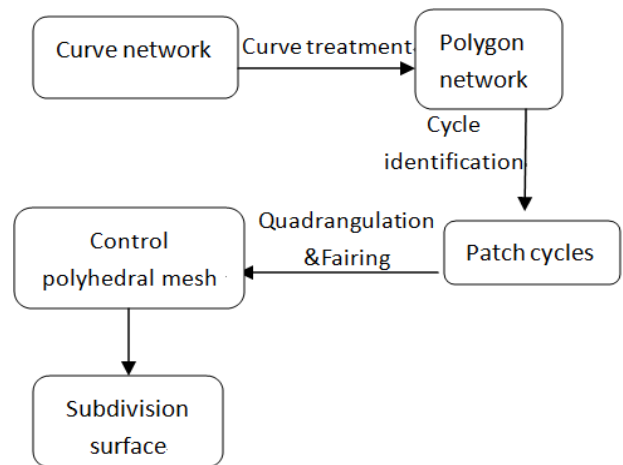 Curve network
Curve treatment
Polygon
network
Cycle
identification
Patch cycles
Quadrangulation
&Fairing
Control
polyhedral mesh
Subdivision
surface